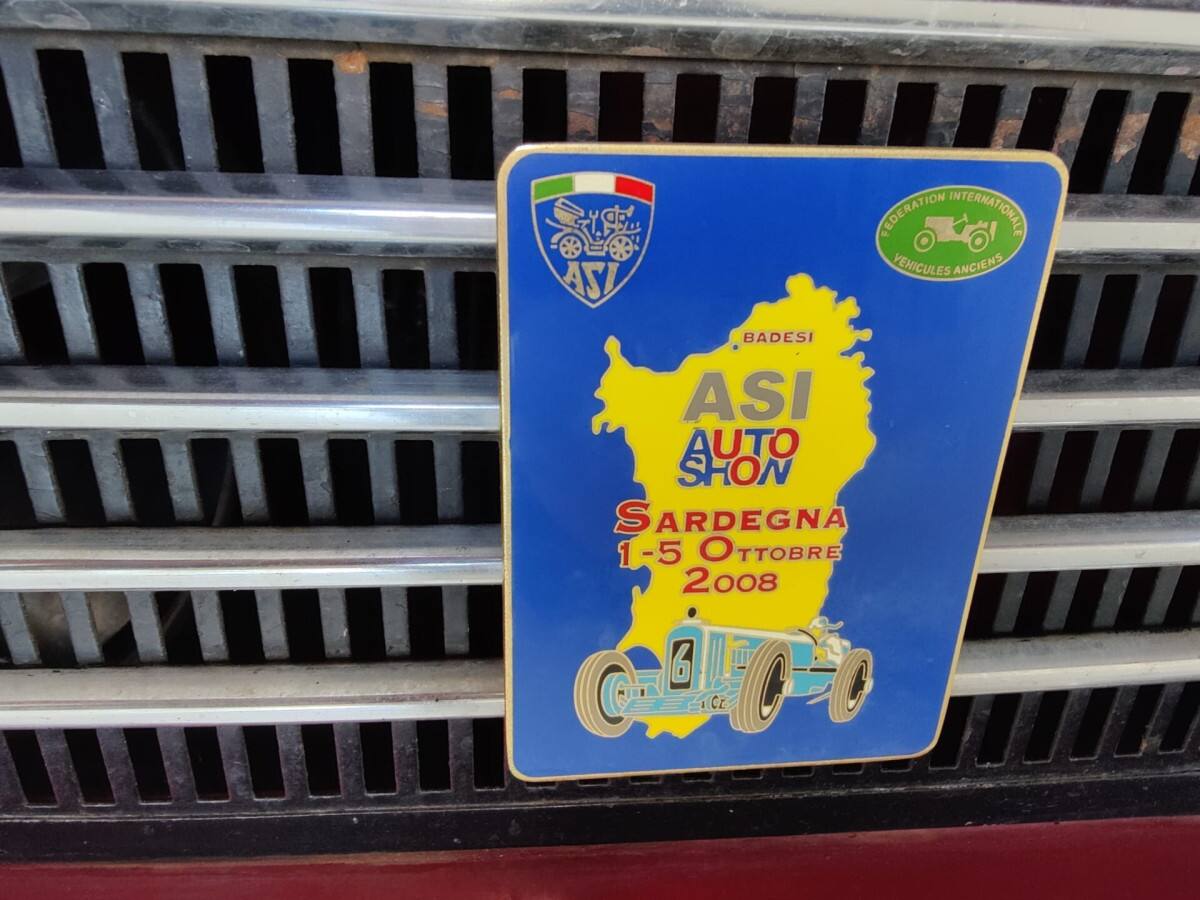 ASI
FEDERATION INTERNATIONALE
VEHICULES ANCIENS
BADESI
ASI
AUTO
SHOW
SARDEGNA
1-5 OTTOBRE
2008
6